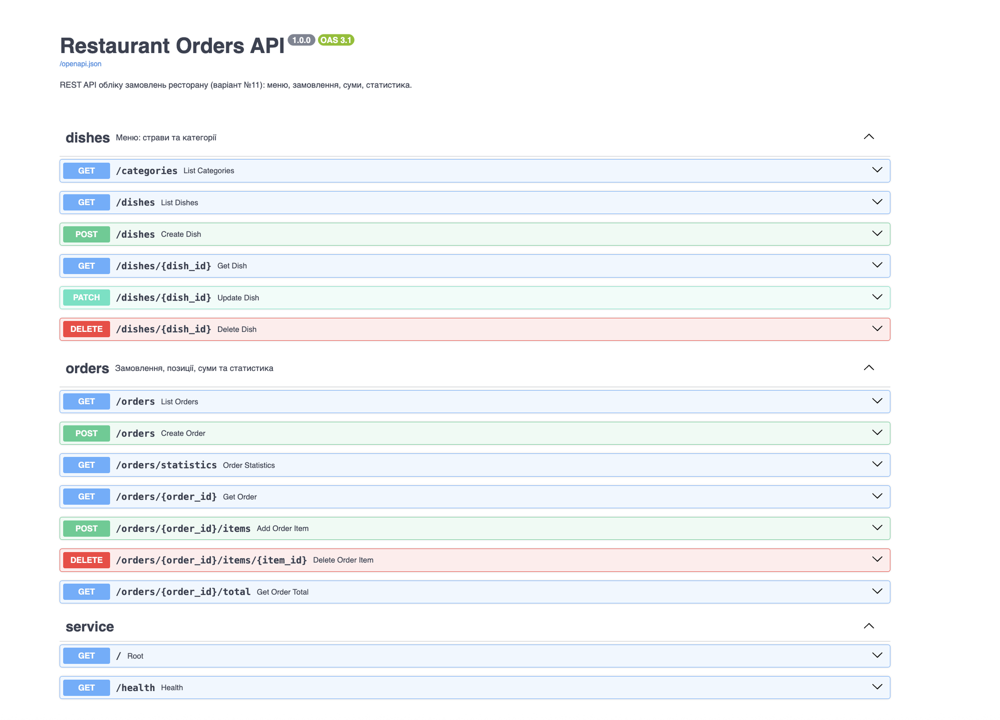 Restaurant Orders API 1.0.0 OAS 3.1
/openapi.json
REST API обліку замовлень ресторану (варіант №11): меню, замовлення, суми, статистика.
dishes Меню: страви та категорії
GET /categories List Categories
GET /dishes List Dishes
POST /dishes Create Dish
GET /dishes/{dish_id} Get Dish
PATCH /dishes/{dish_id} Update Dish
DELETE /dishes/{dish_id} Delete Dish
orders Замовлення, позиції, суми та статистика
GET /orders List Orders
POST /orders Create Order
GET /orders/statistics Order Statistics
GET /orders/{order_id} Get Order
POST /orders/{order_id}/items Add Order Item
DELETE /orders/{order_id}/items/{item_id} Delete Order Item
GET /orders/{order_id}/total Get Order Total
service
GET / Root
GET /health Health